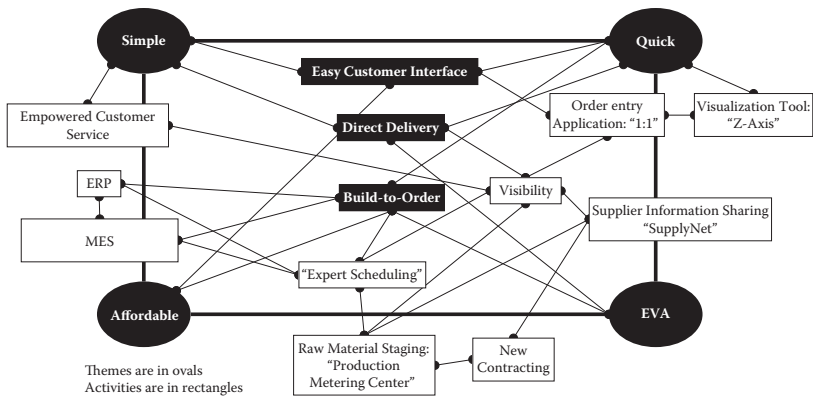 Simple
Quick
Easy Customer Interface
Empowered Customer
Service
Direct Delivery
Order entry
Application: “1:1”
Visualization Tool:
“Z-Axis”
ERP
Build-to-Order
Visibility
MES
Supplier Information Sharing
“SupplyNet”
“Expert Scheduling”
Affordable
EVA
Raw Material Staging:
“Production
Metering Center”
New
Contracting
Themes are in ovals
Activities are in rectangles